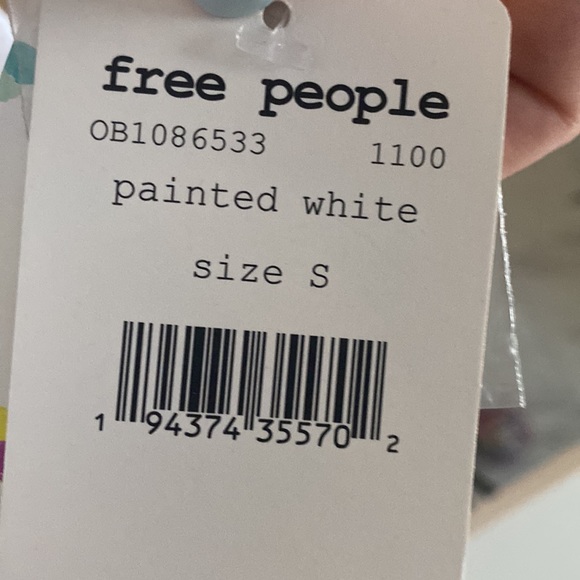 free people
OB1086533 1100
painted white
size S
1 94374 35570 2